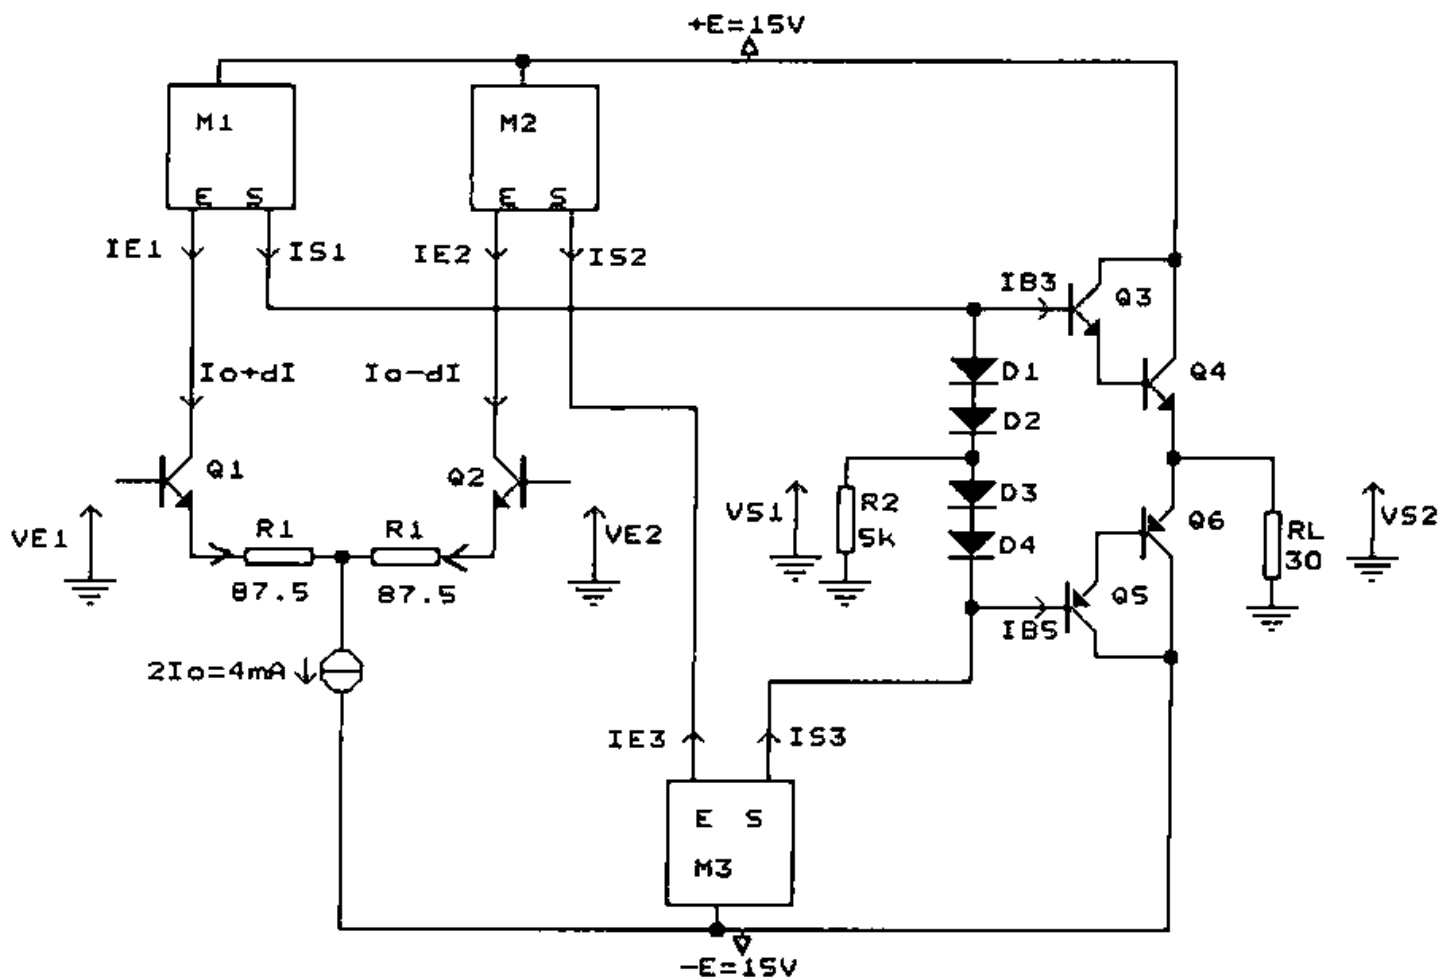 +E=15V
M1
M2
E S
E S
IE1
IS1
IE2
IS2
IB3
Q3
Io+dI
Io-dI
D1
Q4
D2
Q1
Q2
VS1
R2
5k
D3
Q6
VS2
VE1
R1
R1
VE2
D4
RL
30
87.5
87.5
Q5
IB5
2Io=4mA
IE3
IS3
E S
M3
-E=15V